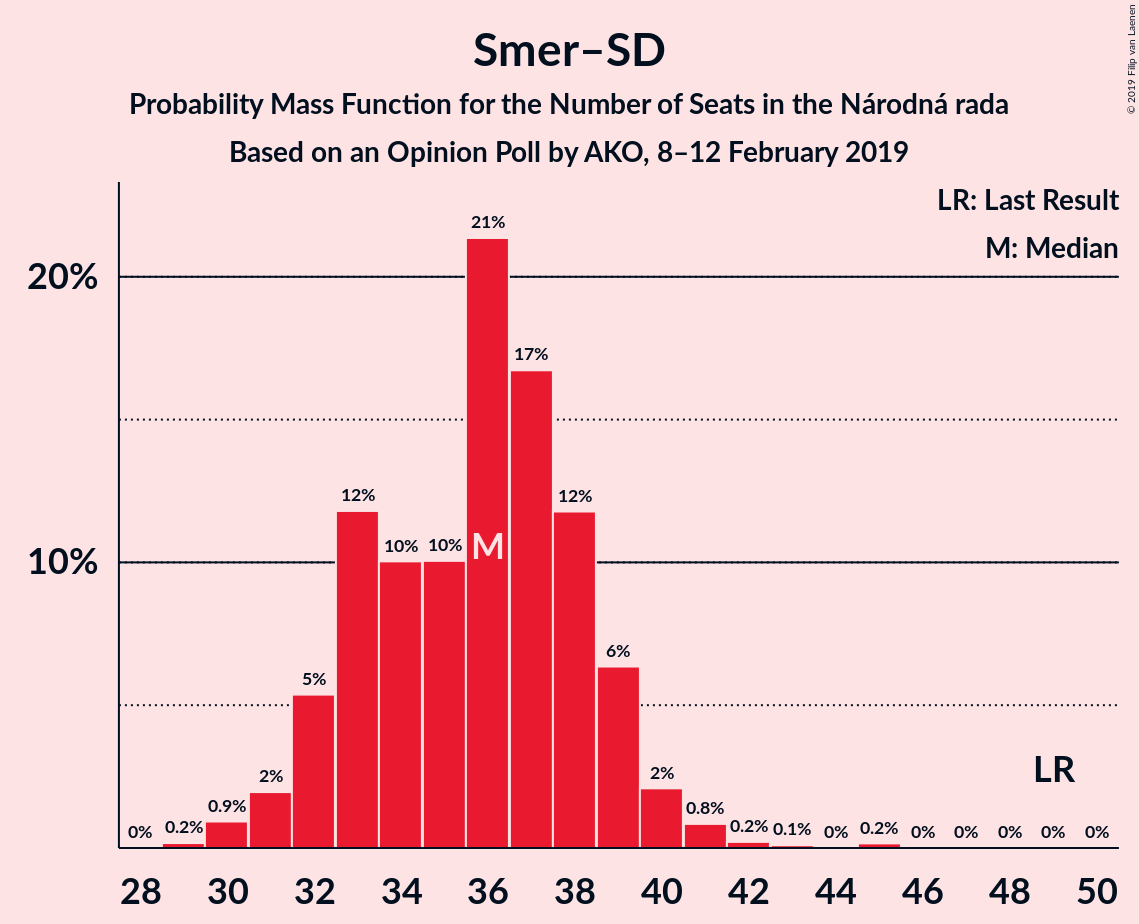 Smer–SD
Probability Mass Function for the Number of Seats in the Národná rada
Based on an Opinion Poll by AKO, 8–12 February 2019
© 2019 Filip van Laenen
LR: Last Result
M: Median
20%
10%
0%
0.2%
0.9%
2%
5%
12%
10%
10%
21%
17%
12%
6%
2%
0.8%
0.2%
0.1%
0%
0.2%
0%
0%
0%
0%
0%
M
LR
28 30 32 34 36 38 40 42 44 46 48 50